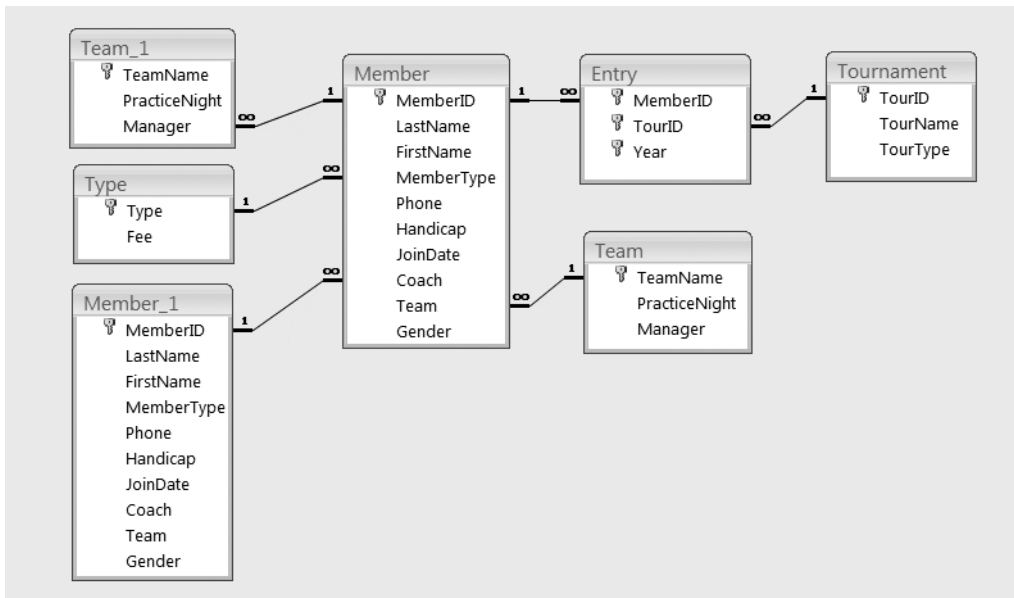 Team_1
TeamName
PracticeNight
Manager
1
∞
Type
Type
Fee
1
∞
Member_1
MemberID
LastName
FirstName
MemberType
Phone
Handicap
JoinDate
Coach
Team
Gender
1
∞
Member
MemberID
LastName
FirstName
MemberType
Phone
Handicap
JoinDate
Coach
Team
Gender
1
∞
Entry
MemberID
TourID
Year
∞
1
Tournament
TourID
TourName
TourType
∞
1
Team
TeamName
PracticeNight
Manager